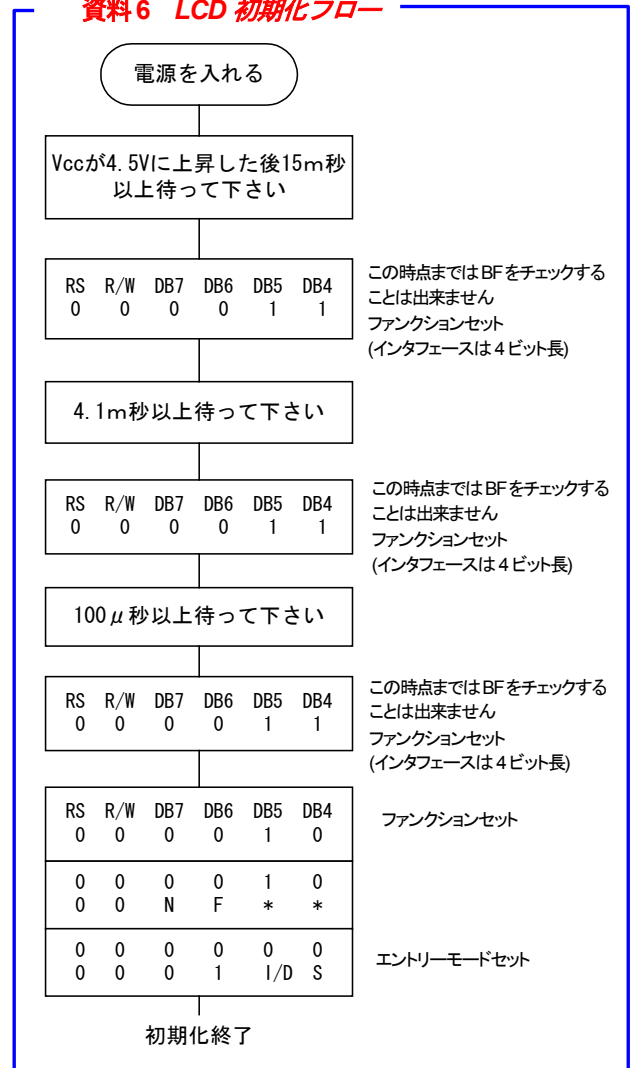 資料6 LCD 初期化フロー
電源を入れる
Vccが4.5Vに上昇した後15m秒
以上待って下さい
RS R/W DB7 DB6 DB5 DB4
0 0 0 0 1 1
この時点まではBFをチェックする
ことは出来ません
ファンクションセット
(インタフェースは4ビット長)
4.1m秒以上待って下さい
RS R/W DB7 DB6 DB5 DB4
0 0 0 0 1 1
この時点まではBFをチェックする
ことは出来ません
ファンクションセット
(インタフェースは4ビット長)
100μ秒以上待って下さい
RS R/W DB7 DB6 DB5 DB4
0 0 0 0 1 1
この時点まではBFをチェックする
ことは出来ません
ファンクションセット
(インタフェースは4ビット長)
RS R/W DB7 DB6 DB5 DB4
0 0 0 0 1 0
ファンクションセット
0 0 0 0 1 0
0 0 N F * *
0 0 0 0 0 0
0 0 0 1 I/D S
エントリーモードセット
初期化終了